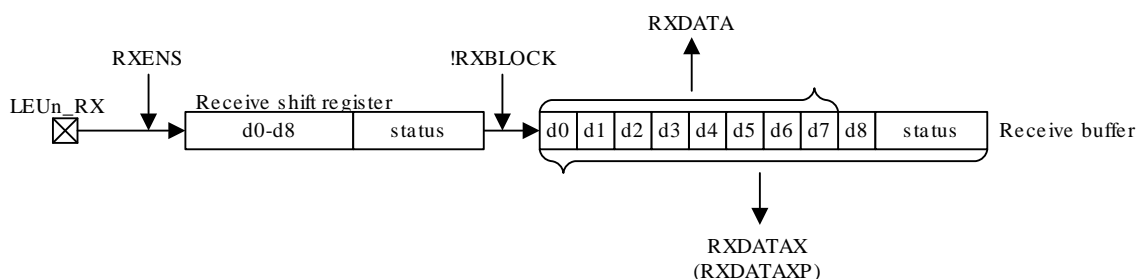 RXDATA
RXENS
!RXBLOCK
LEUn_RX
Receive shift register
d0-d8 status
d0 d1 d2 d3 d4 d5 d6 d7 d8 status
Receive buffer
RXDATAX
(RXDATAXP)